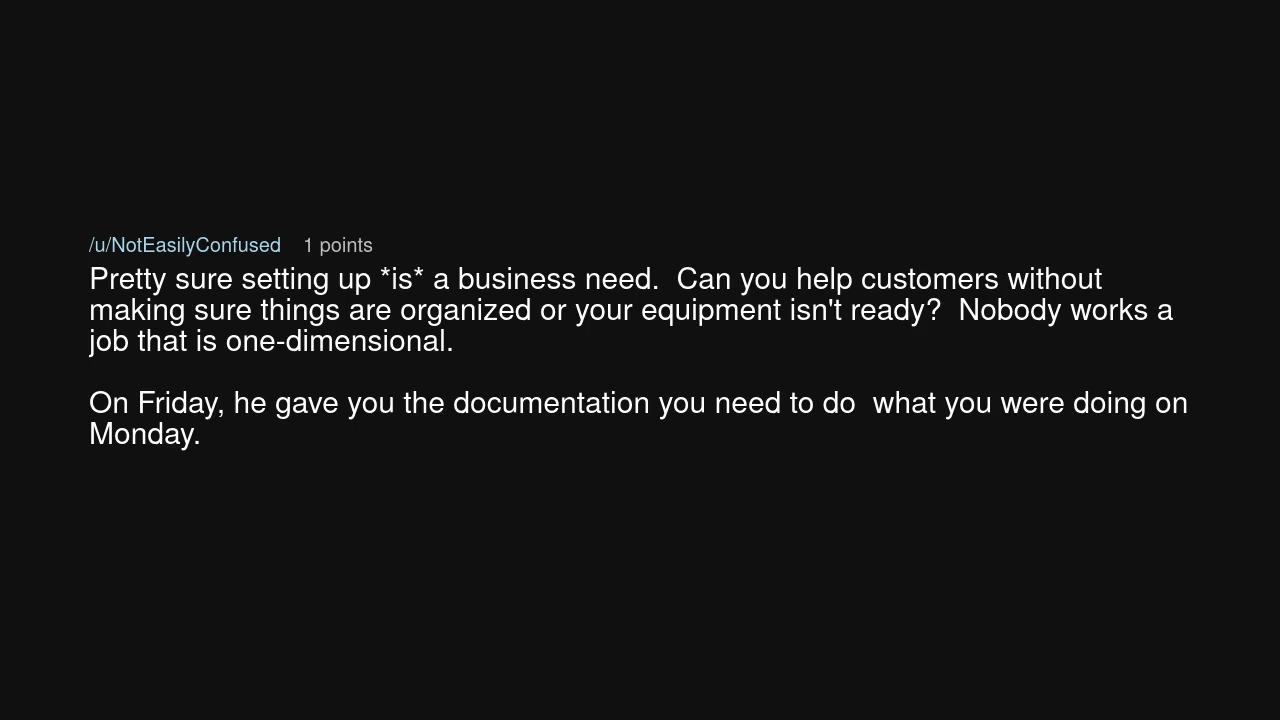 /u/NotEasilyConfused 1 points
Pretty sure setting up *is* a business need.  Can you help customers without
making sure things are organized or your equipment isn't ready?  Nobody works a
job that is one-dimensional.
On Friday, he gave you the documentation you need to do  what you were doing on
Monday.